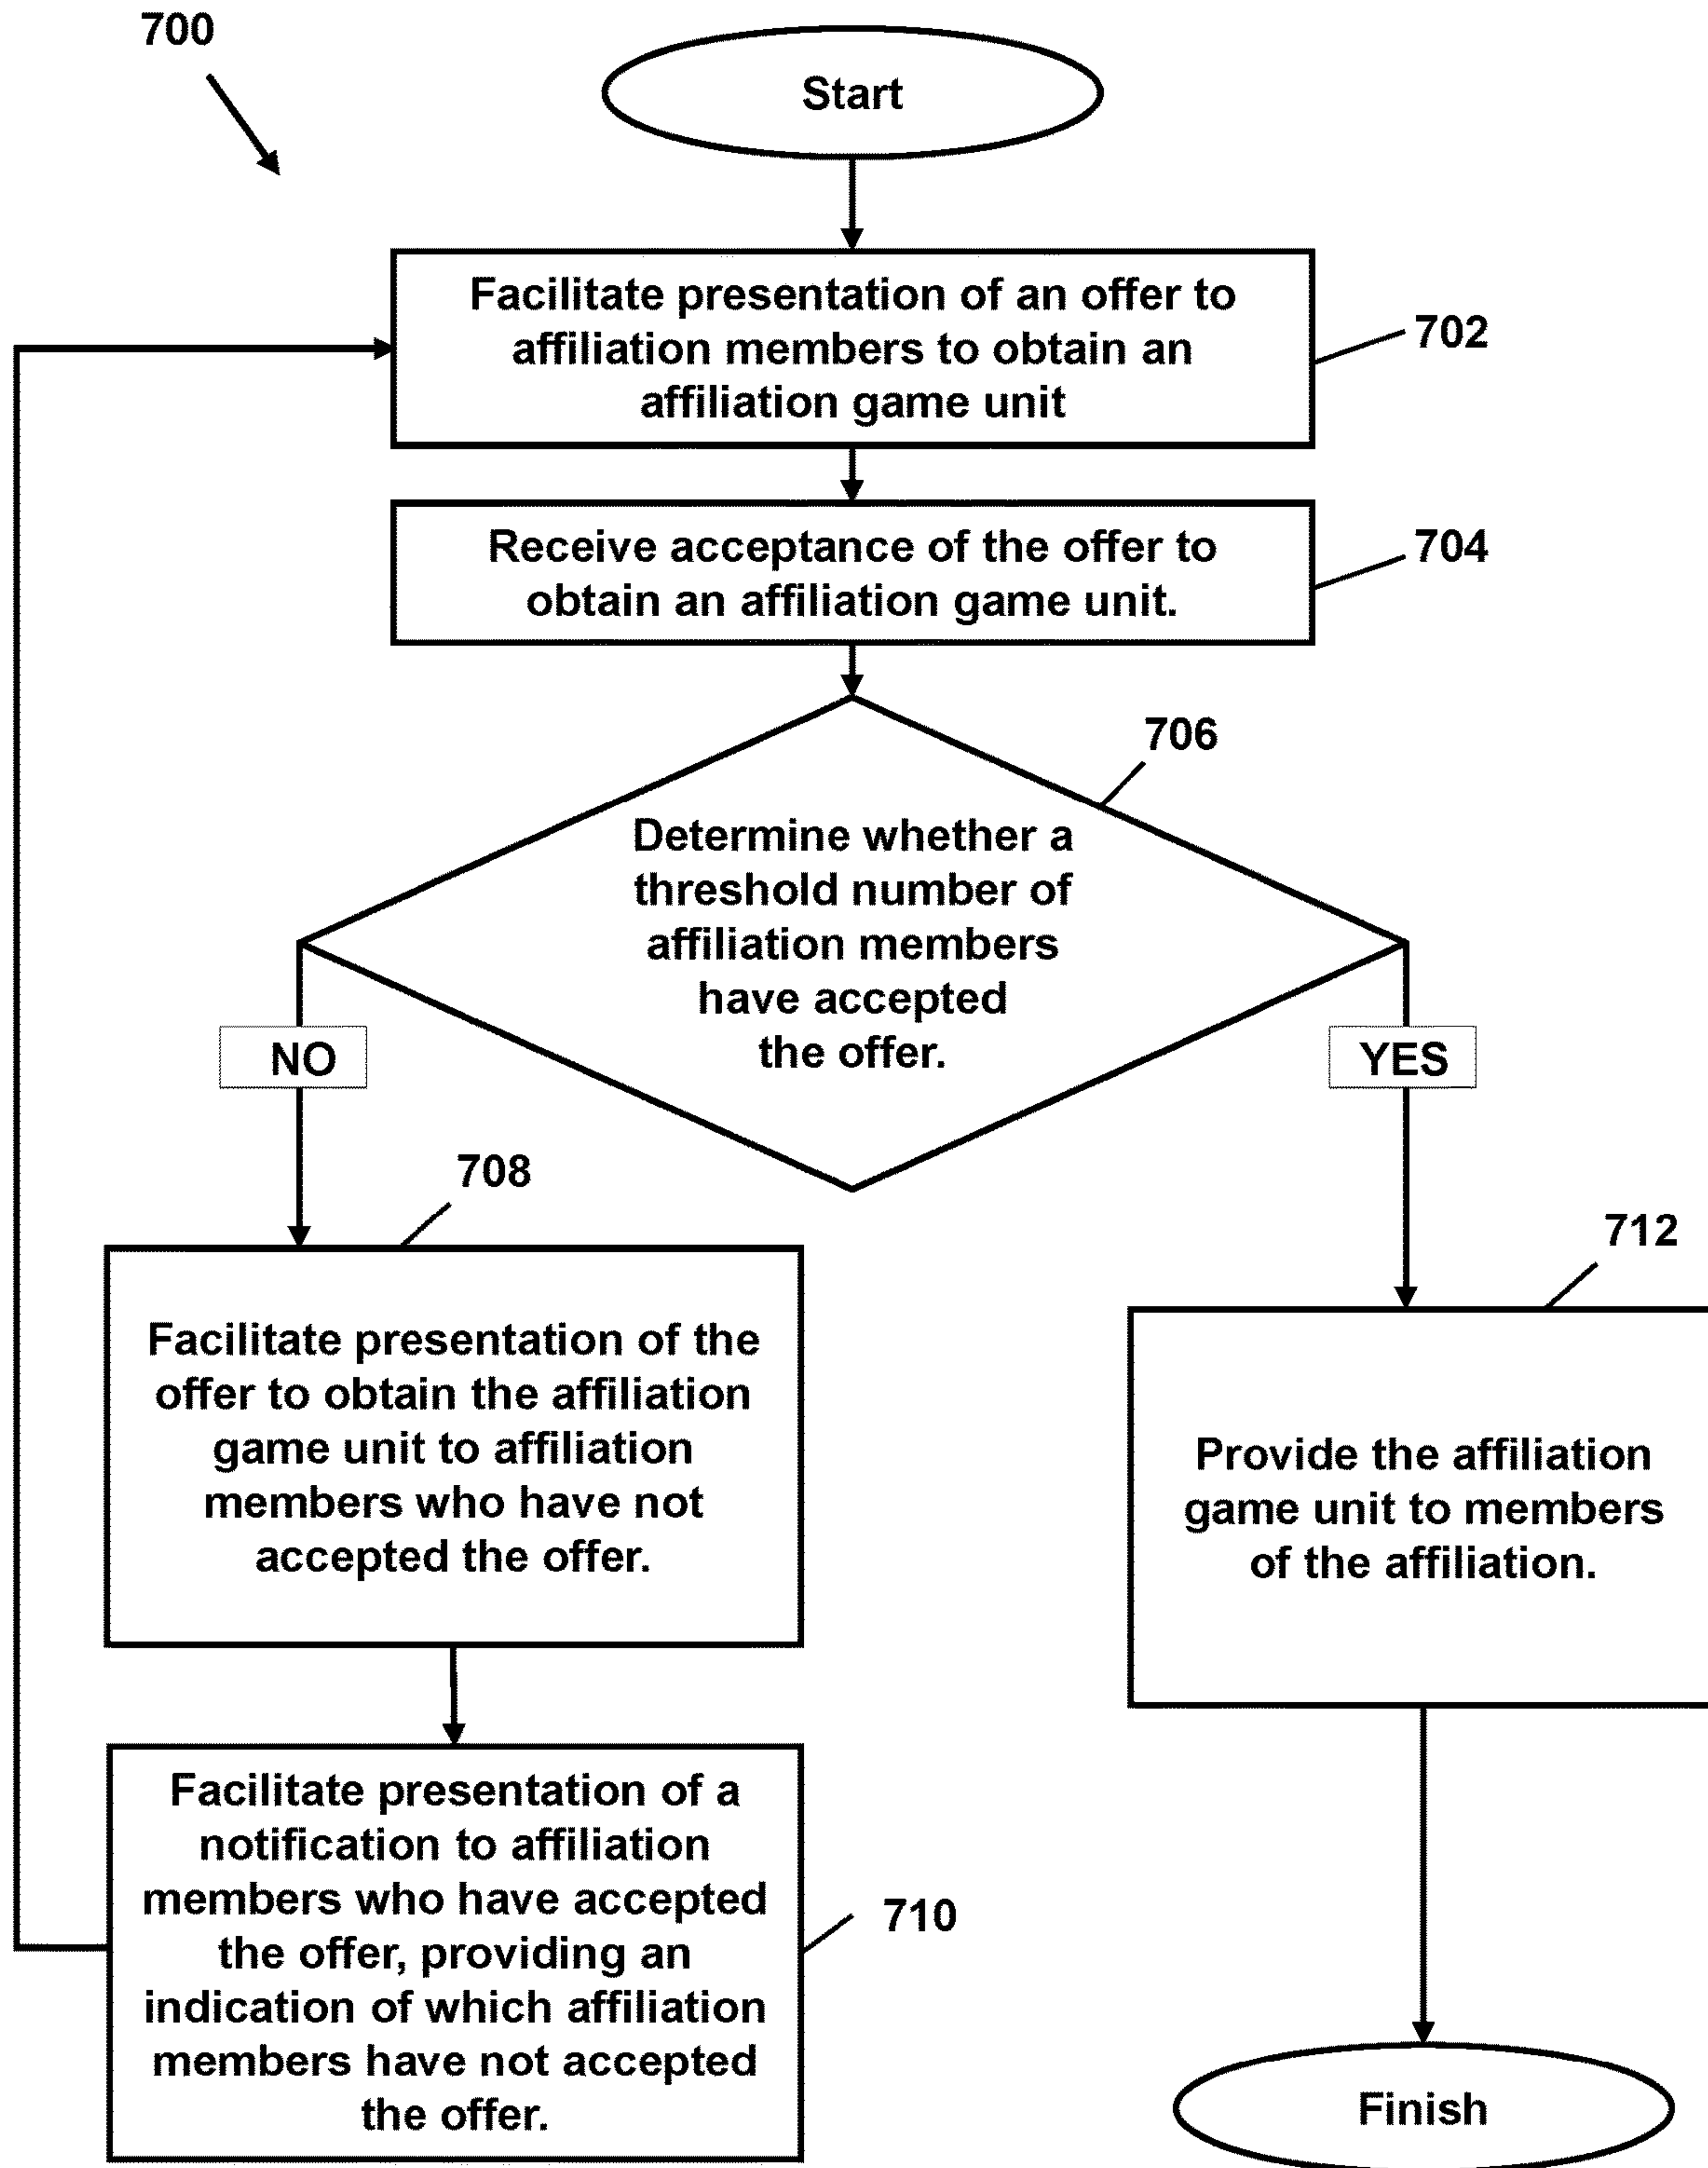 700
Start
Facilitate presentation of an offer to
affiliation members to obtain an
affiliation game unit
702
Receive acceptance of the offer to
obtain an affiliation game unit.
704
706
Determine whether a
threshold number of
affiliation members
have accepted
the offer.
NO
YES
708
Facilitate presentation of the
offer to obtain the affiliation
game unit to affiliation
members who have not
accepted the offer.
712
Provide the affiliation
game unit to members
of the affiliation.
Facilitate presentation of a
notification to affiliation
members who have accepted
the offer, providing an
indication of which affiliation
members have not accepted
the offer.
710
Finish